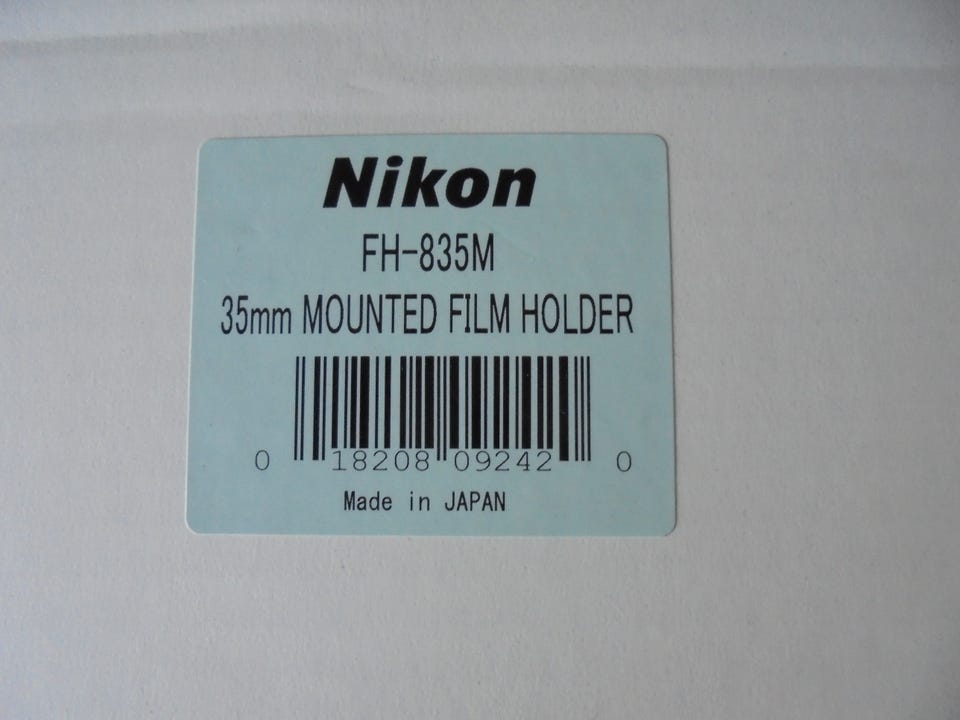 Nikon
FH-835M
35mm MOUNTED FILM HOLDER
0 18208 09242 0
Made in JAPAN